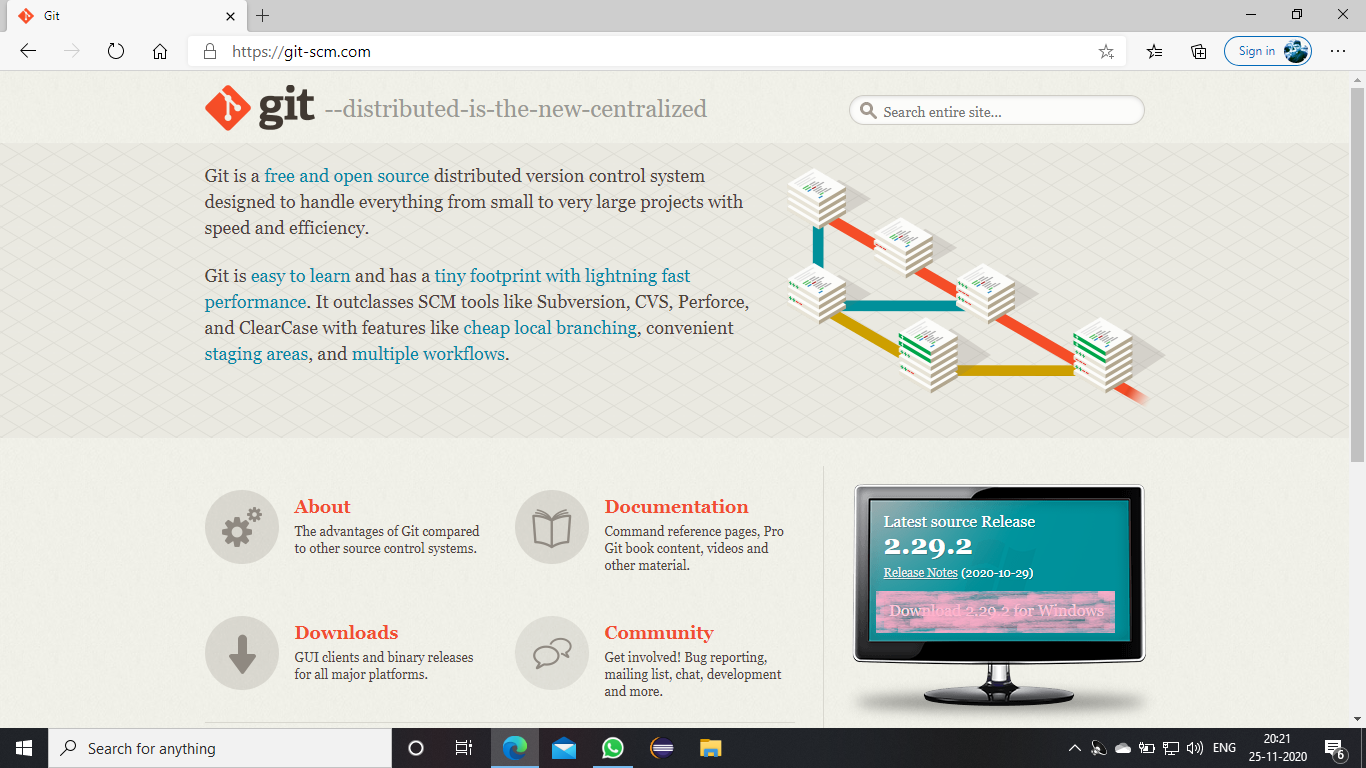 Git
https://git-scm.com
Sign in
git --distributed-is-the-new-centralized
Search entire site...
Git is a free and open source distributed version control system
designed to handle everything from small to very large projects with
speed and efficiency.
Git is easy to learn and has a tiny footprint with lightning fast
performance. It outclasses SCM tools like Subversion, CVS, Perforce,
and ClearCase with features like cheap local branching, convenient
staging areas, and multiple workflows.
About
The advantages of Git compared
to other source control systems.
Documentation
Command reference pages, Pro
Git book content, videos and
other material.
Downloads
GUI clients and binary releases
for all major platforms.
Community
Get involved! Bug reporting,
mailing list, chat, development
and more.
Latest source Release
2.29.2
Release Notes (2020-10-29)
Download 2.29.2 for Windows
Search for anything
ENG
20:21
25-11-2020
6